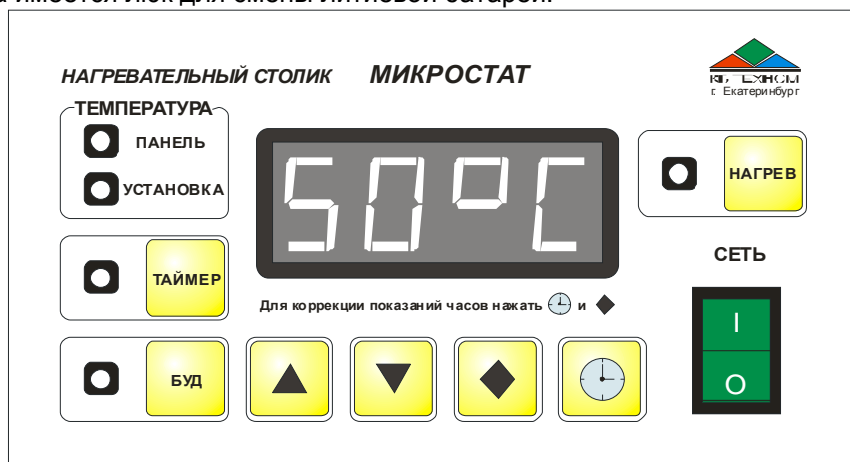 имеется люк для смены литиевой батареи.
НАГРЕВАТЕЛЬНЫЙ СТОЛИК МИКРОСТАТ
г. Екатеринбург
ТЕМПЕРАТУРА
ПАНЕЛЬ
УСТАНОВКА
50°C
НАГРЕВ
ТАЙМЕР
СЕТЬ
Для коррекции показаний часов нажать и
БУД
I
O